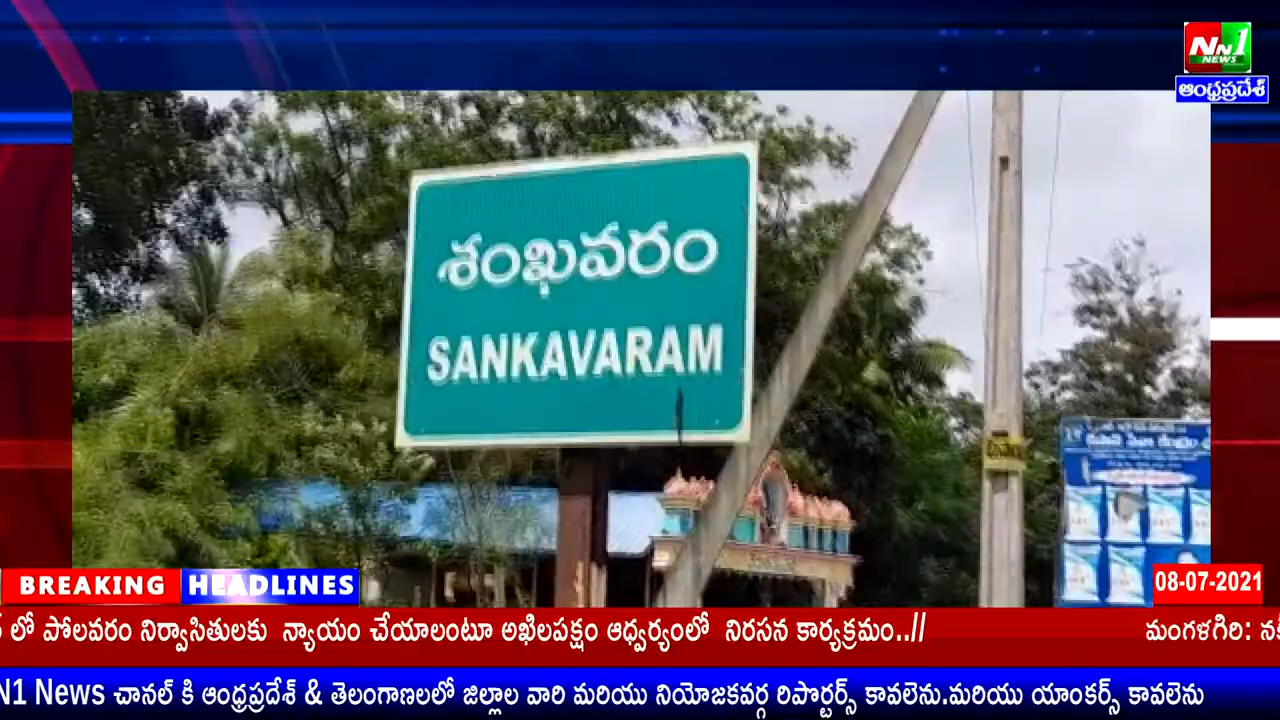 NN1
NEWS
ఆంధ్రప్రదేశ్
శంఖవరం
SANKAVARAM
BREAKING HEADLINES
08-07-2021
లో పోలవరం నిర్వాసితులకు న్యాయం చేయాలంటూ అఖిలపక్షం ఆధ్వర్యంలో నిరసన కార్యక్రమం..// మంగళగిరి:
N1 News చానల్ కి ఆంధ్రప్రదేశ్ & తెలంగాణలలో జిల్లాల వారి మరియు నియోజకవర్గ రిపొర్టర్స్ కావలెను.మరియు యాంకర్స్ కావలెను